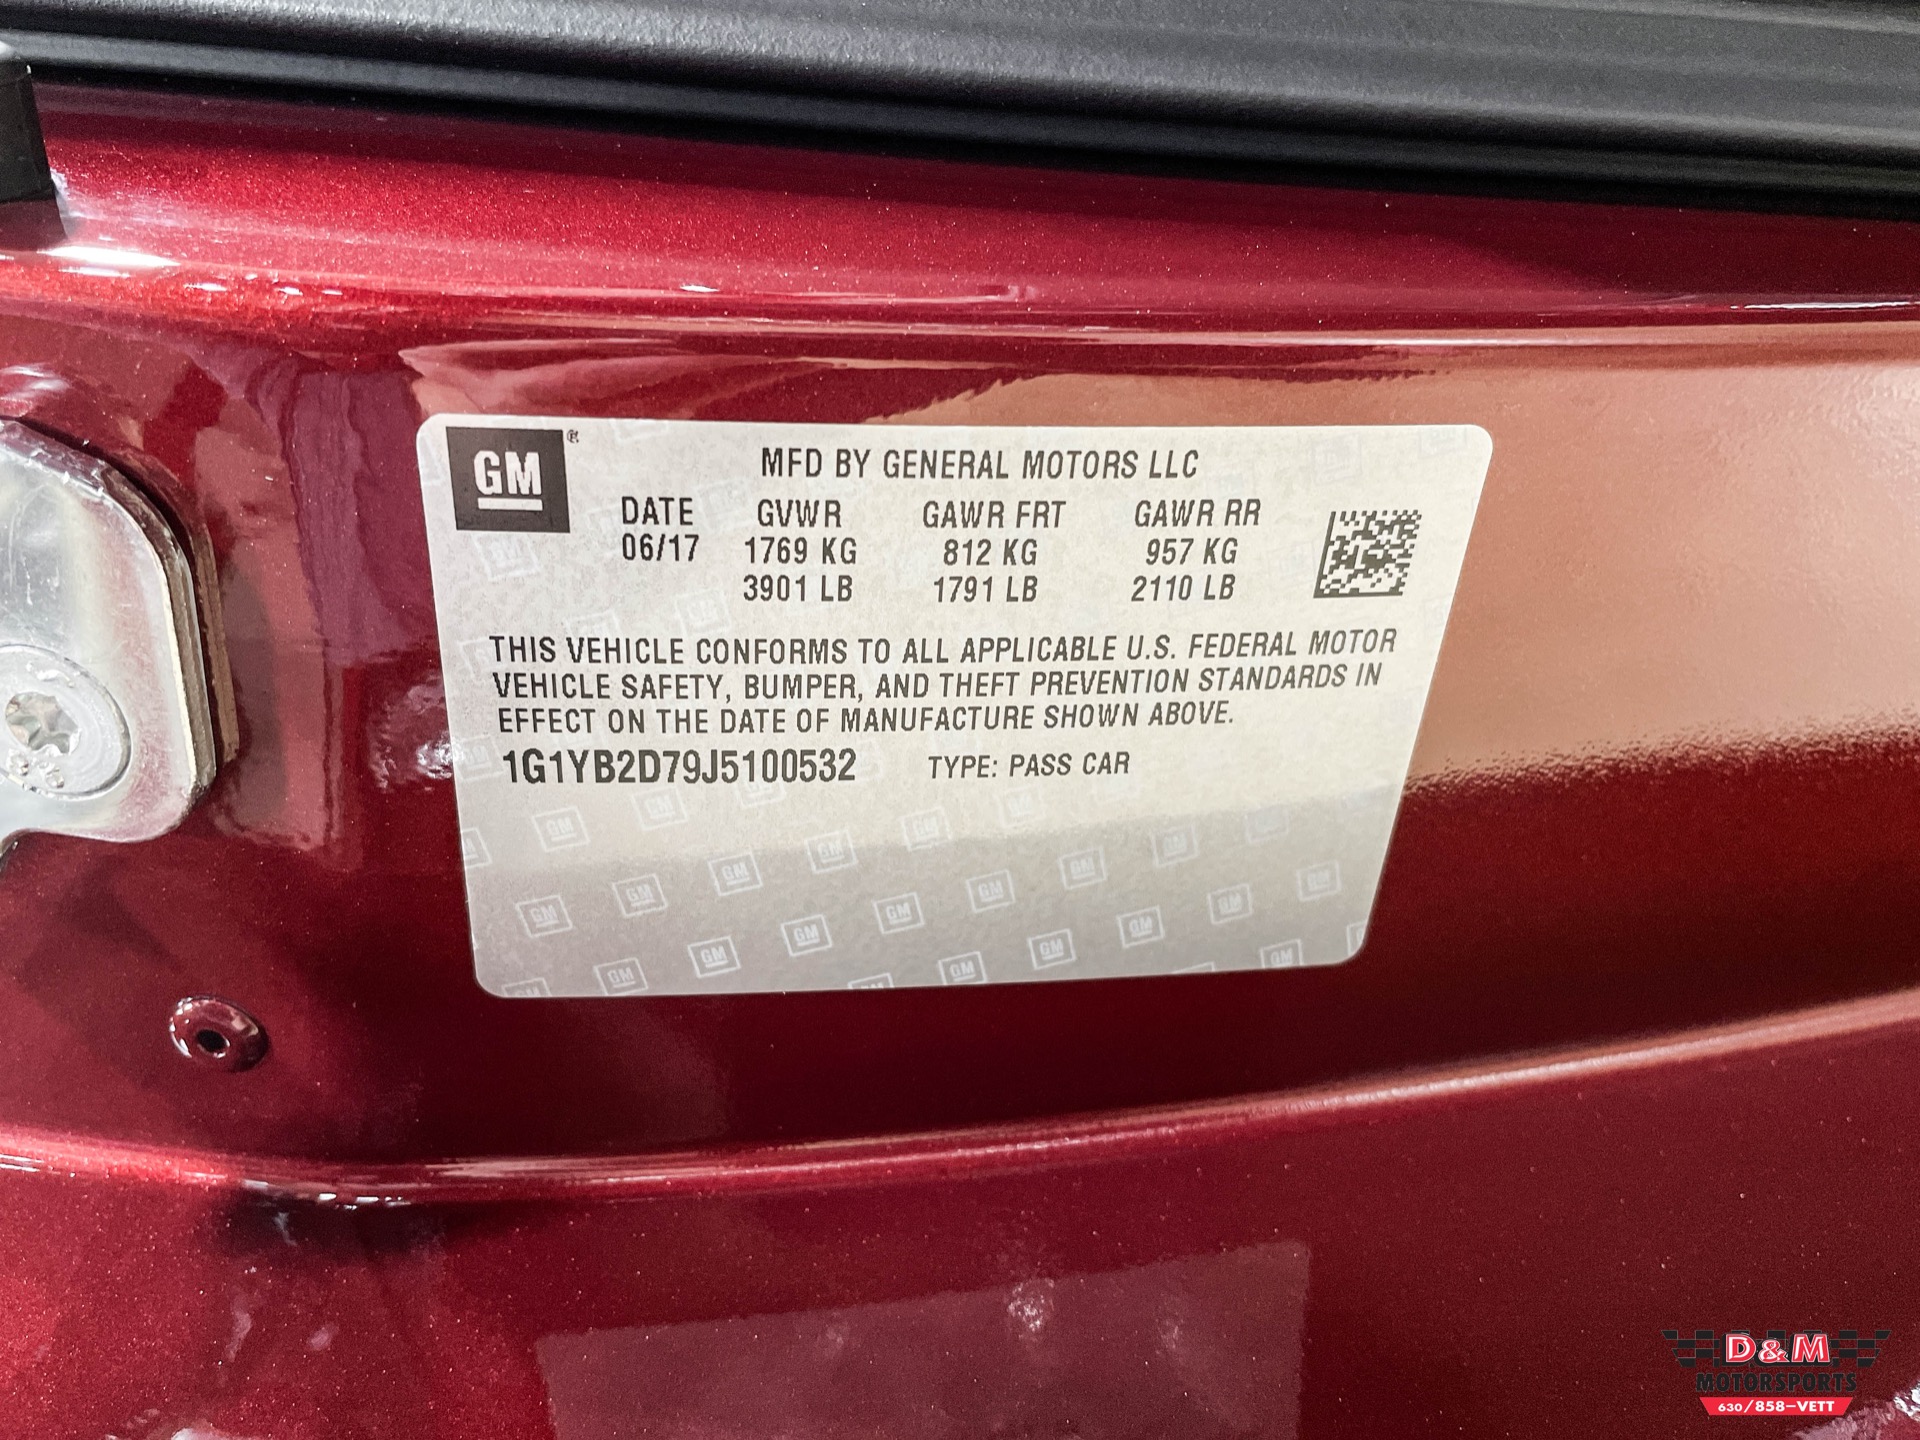 GM ®
MFD BY GENERAL MOTORS LLC
DATE GVWR GAWR FRT GAWR RR
06/17 1769 KG 812 KG 957 KG
3901 LB 1791 LB 2110 LB
THIS VEHICLE CONFORMS TO ALL APPLICABLE U.S. FEDERAL MOTOR
VEHICLE SAFETY, BUMPER, AND THEFT PREVENTION STANDARDS IN
EFFECT ON THE DATE OF MANUFACTURE SHOWN ABOVE.
1G1YB2D79J5100532 TYPE: PASS CAR
D&M
MOTORSPORTS
630/858-VETT